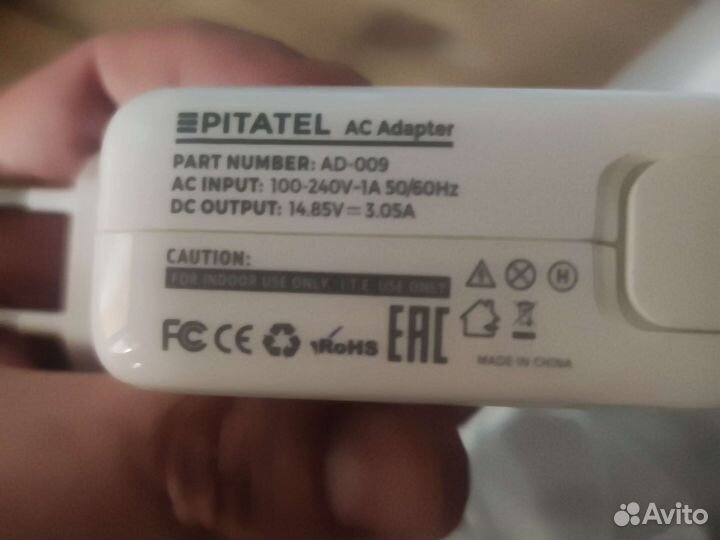 PITATEL AC Adapter
PART NUMBER: AD-009
AC INPUT: 100-240V~1A 50/60Hz
DC OUTPUT: 14.85V⎓3.05A
CAUTION:
FOR INDOOR USE ONLY. I.T.E. USE ONLY
H
FC CE RoHS EAC
MADE IN CHINA
Avito